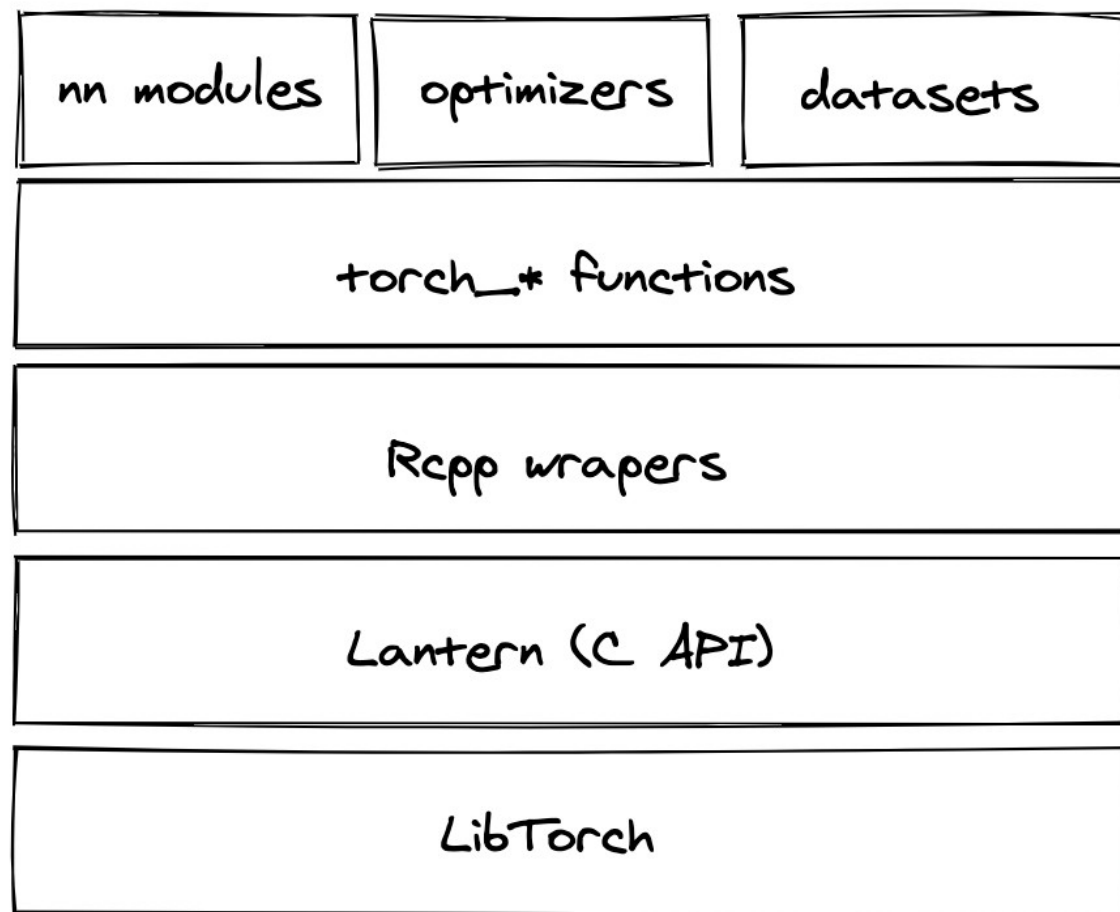 nn modules
optimizers
datasets
torch_* functions
Rcpp wrapers
Lantern (C API)
LibTorch